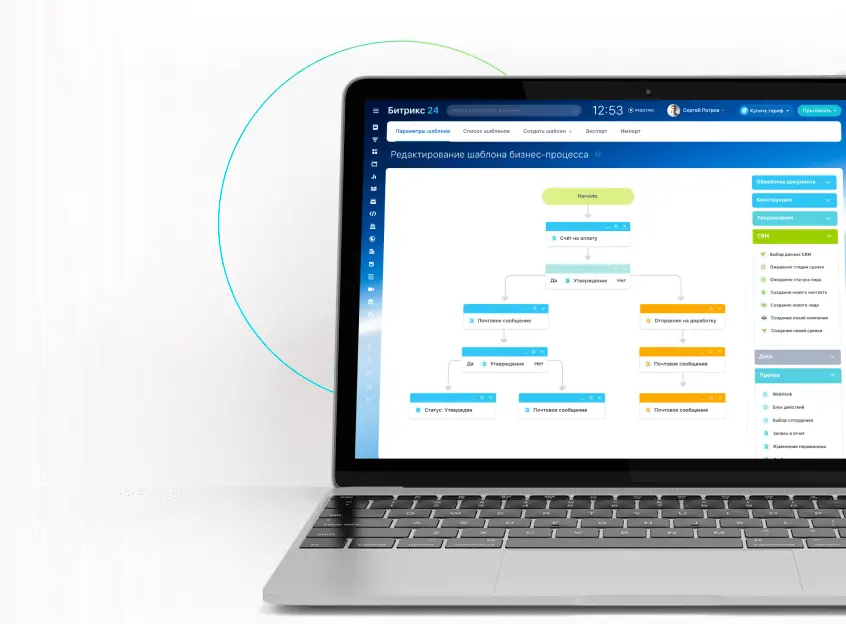 Битрикс 24
12:53
Сергей Петров
Купить тариф
Пригласить
Параметры шаблона
Список шаблонов
Создать шаблон
Экспорт
Импорт
Редактирование шаблона бизнес-процесса
Начало
Счёт на оплату
Да
Утверждение
Нет
Почтовое сообщение
Отправлен на доработку
Да
Утверждение
Нет
Почтовое сообщение
Статус: Утвержден
Почтовое сообщение
Почтовое сообщение
Обработка документа
Конструкции
Уведомления
CRM
Выбор данных CRM
Ожидание стадии сделки
Ожидание статуса лида
Создание нового контакта
Создание нового лида
Создание новой компании
Создание новой сделки
Диск
Прочее
WebHook
Блок действий
Выбор сотрудника
Запись в отчет
Изменение переменных